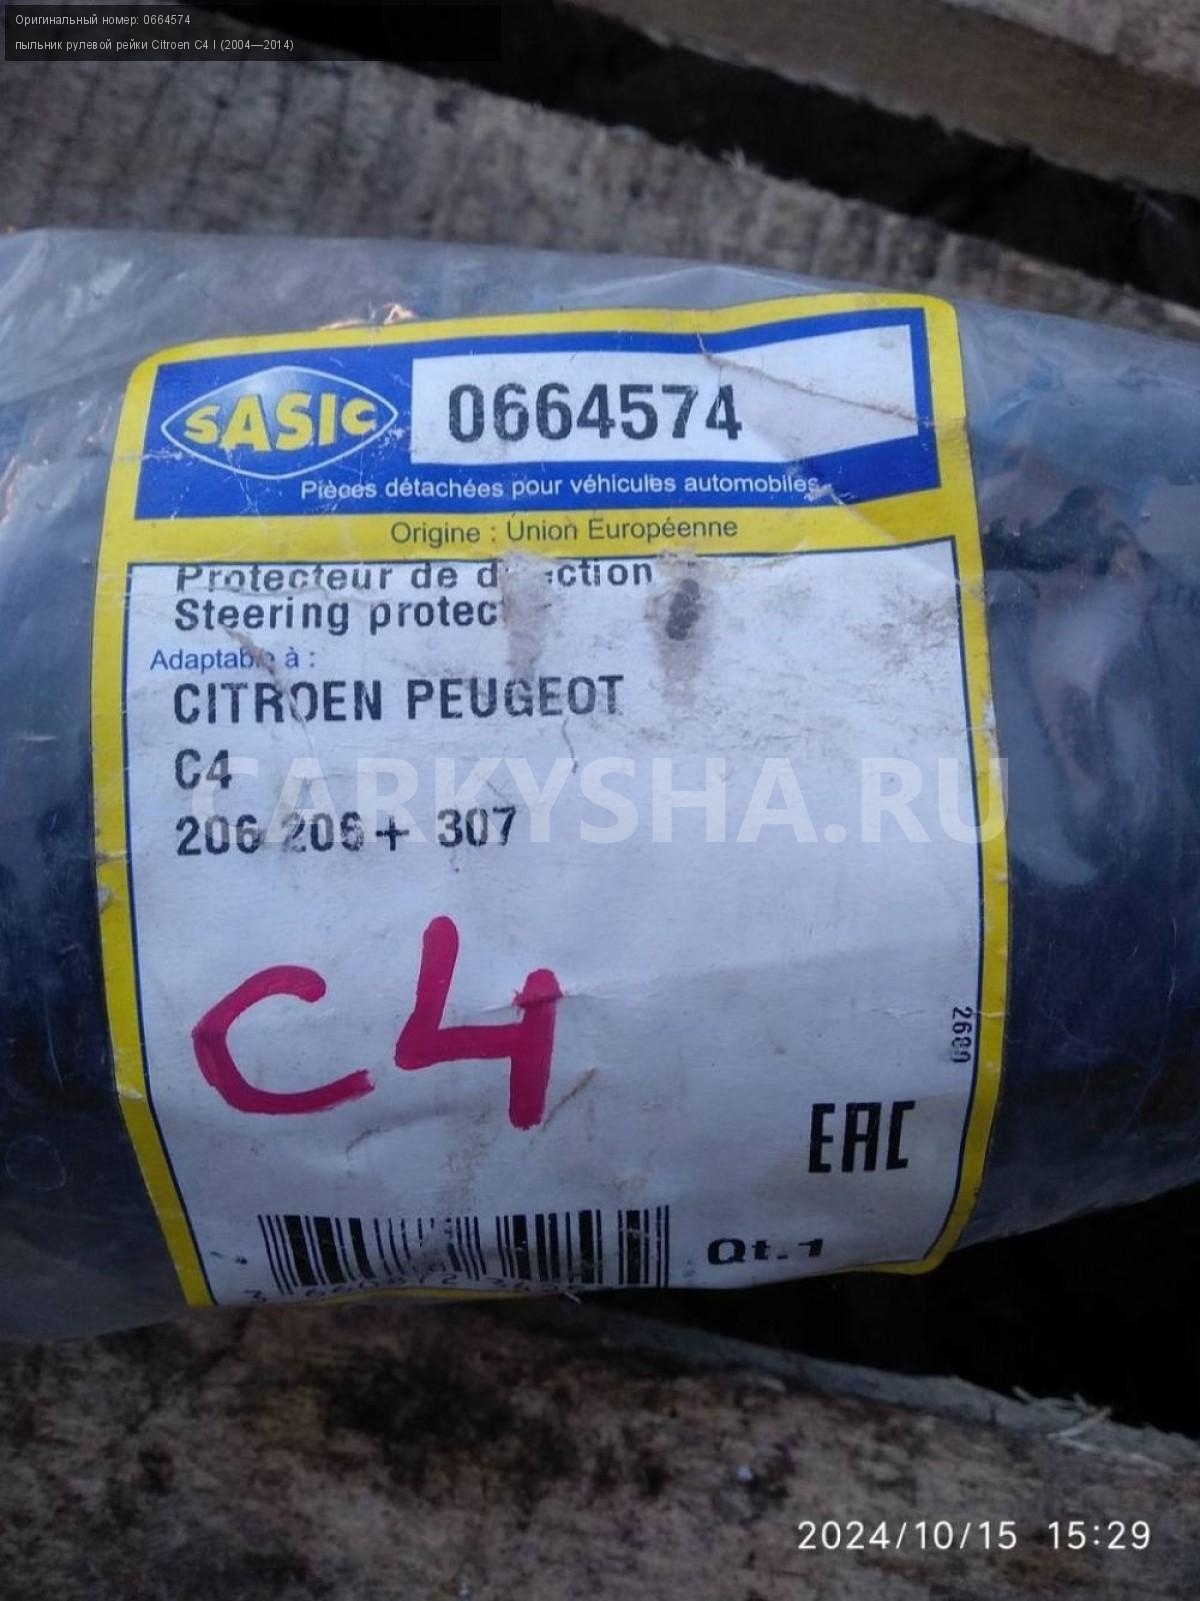 Оригинальный номер: 0664574
пыльник рулевой рейки Citroen C4 I (2004—2014)
SASIC
0664574
Pièces détachées pour véhicules automobiles
Origine : Union Européenne
Protecteur de
Steering
Adaptable à :
CITROEN PEUGEOT
C4
206 206+ 307
CARKYSHA.RU
C4
2680
EAC
Qt.1
2024/10/15 15:29